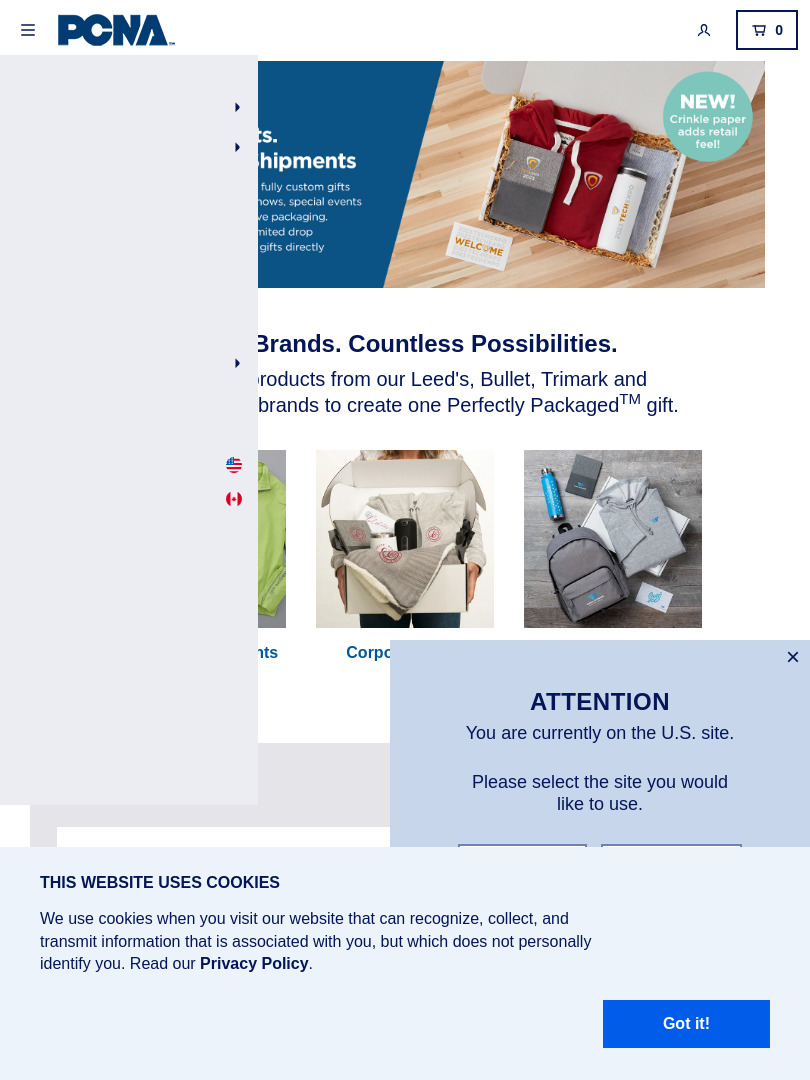 PCNA
0
ts.
Shipments
fully custom gifts
hows, special events
ve packaging.
mited drop
gifts directly
NEW!
Crinkle paper
adds retail
feel!
WELCOME
Brands. Countless Possibilities.
products from our Leed's, Bullet, Trimark and
brands to create one Perfectly Packaged™ gift.
nts
Corpo
ATTENTION
You are currently on the U.S. site.
Please select the site you would
like to use.
THIS WEBSITE USES COOKIES
We use cookies when you visit our website that can recognize, collect, and
transmit information that is associated with you, but which does not personally
identify you. Read our Privacy Policy.
Got it!